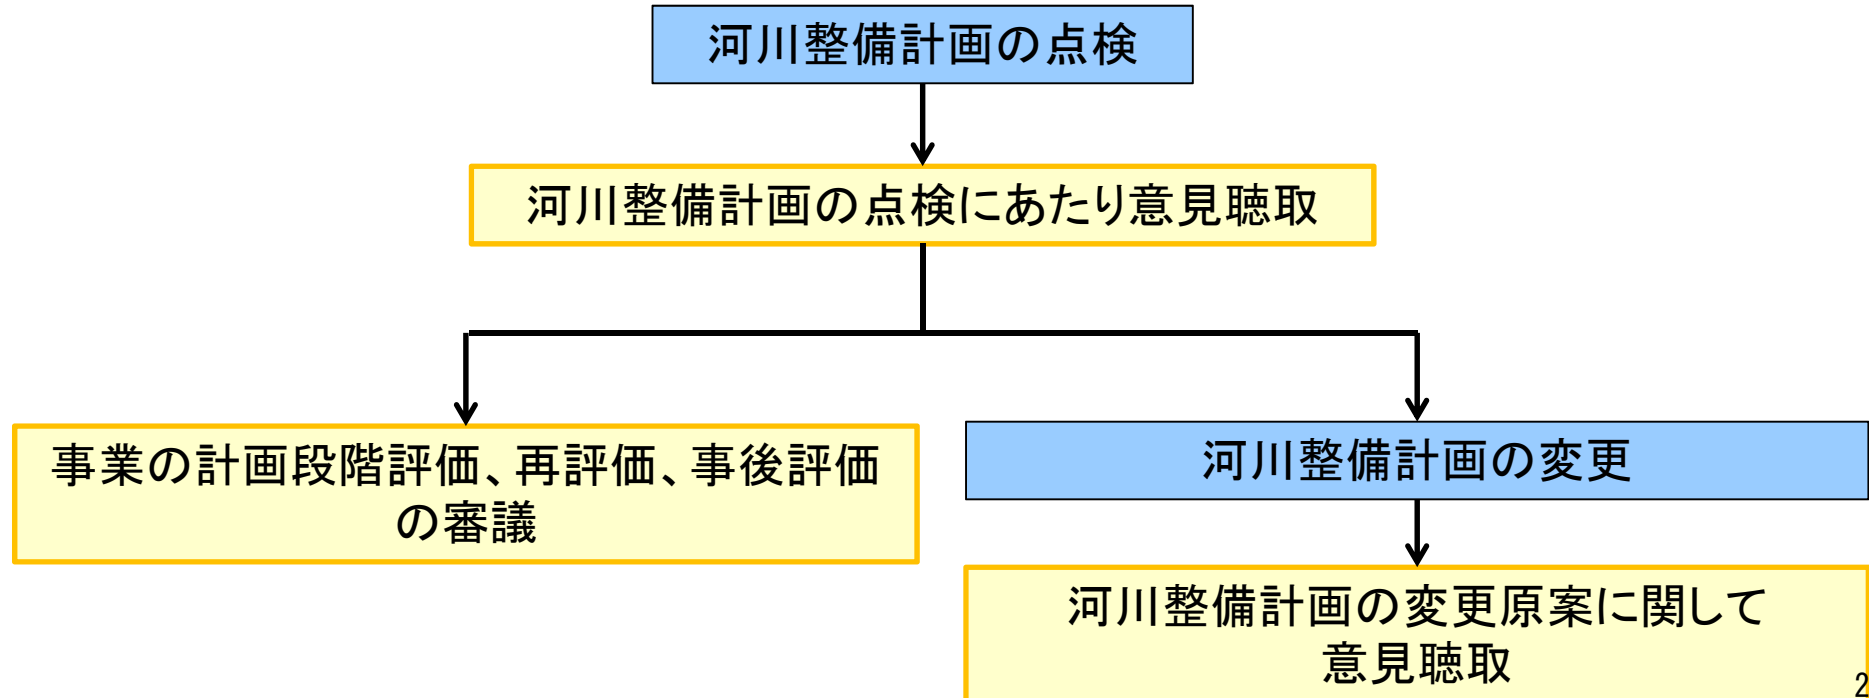 河川整備計画の点検
河川整備計画の点検にあたり意見聴取
事業の計画段階評価、再評価、事後評価
の審議
河川整備計画の変更
河川整備計画の変更原案に関して
意見聴取
2